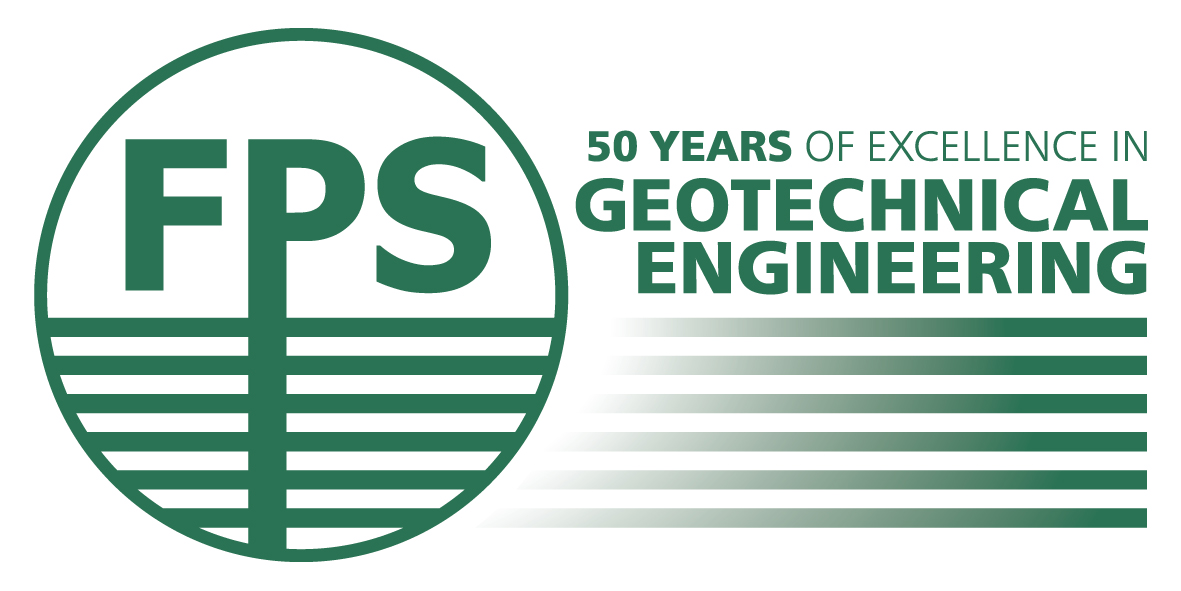 FPS
50 YEARS OF EXCELLENCE IN
GEOTECHNICAL
ENGINEERING